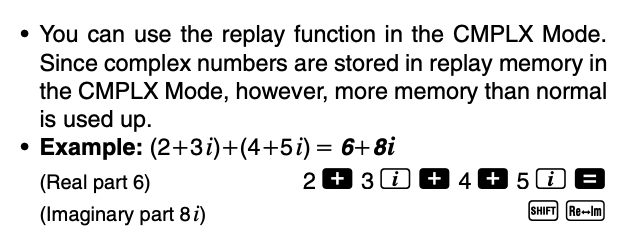 • You can use the replay function in the CMPLX Mode.
Since complex numbers are stored in replay memory in
the CMPLX Mode, however, more memory than normal
is used up.
• Example: (2+3i)+(4+5i) = 6+8i
(Real part 6) 2 + 3 i + 4 + 5 i =
(Imaginary part 8i) SHIFT Re↔Im